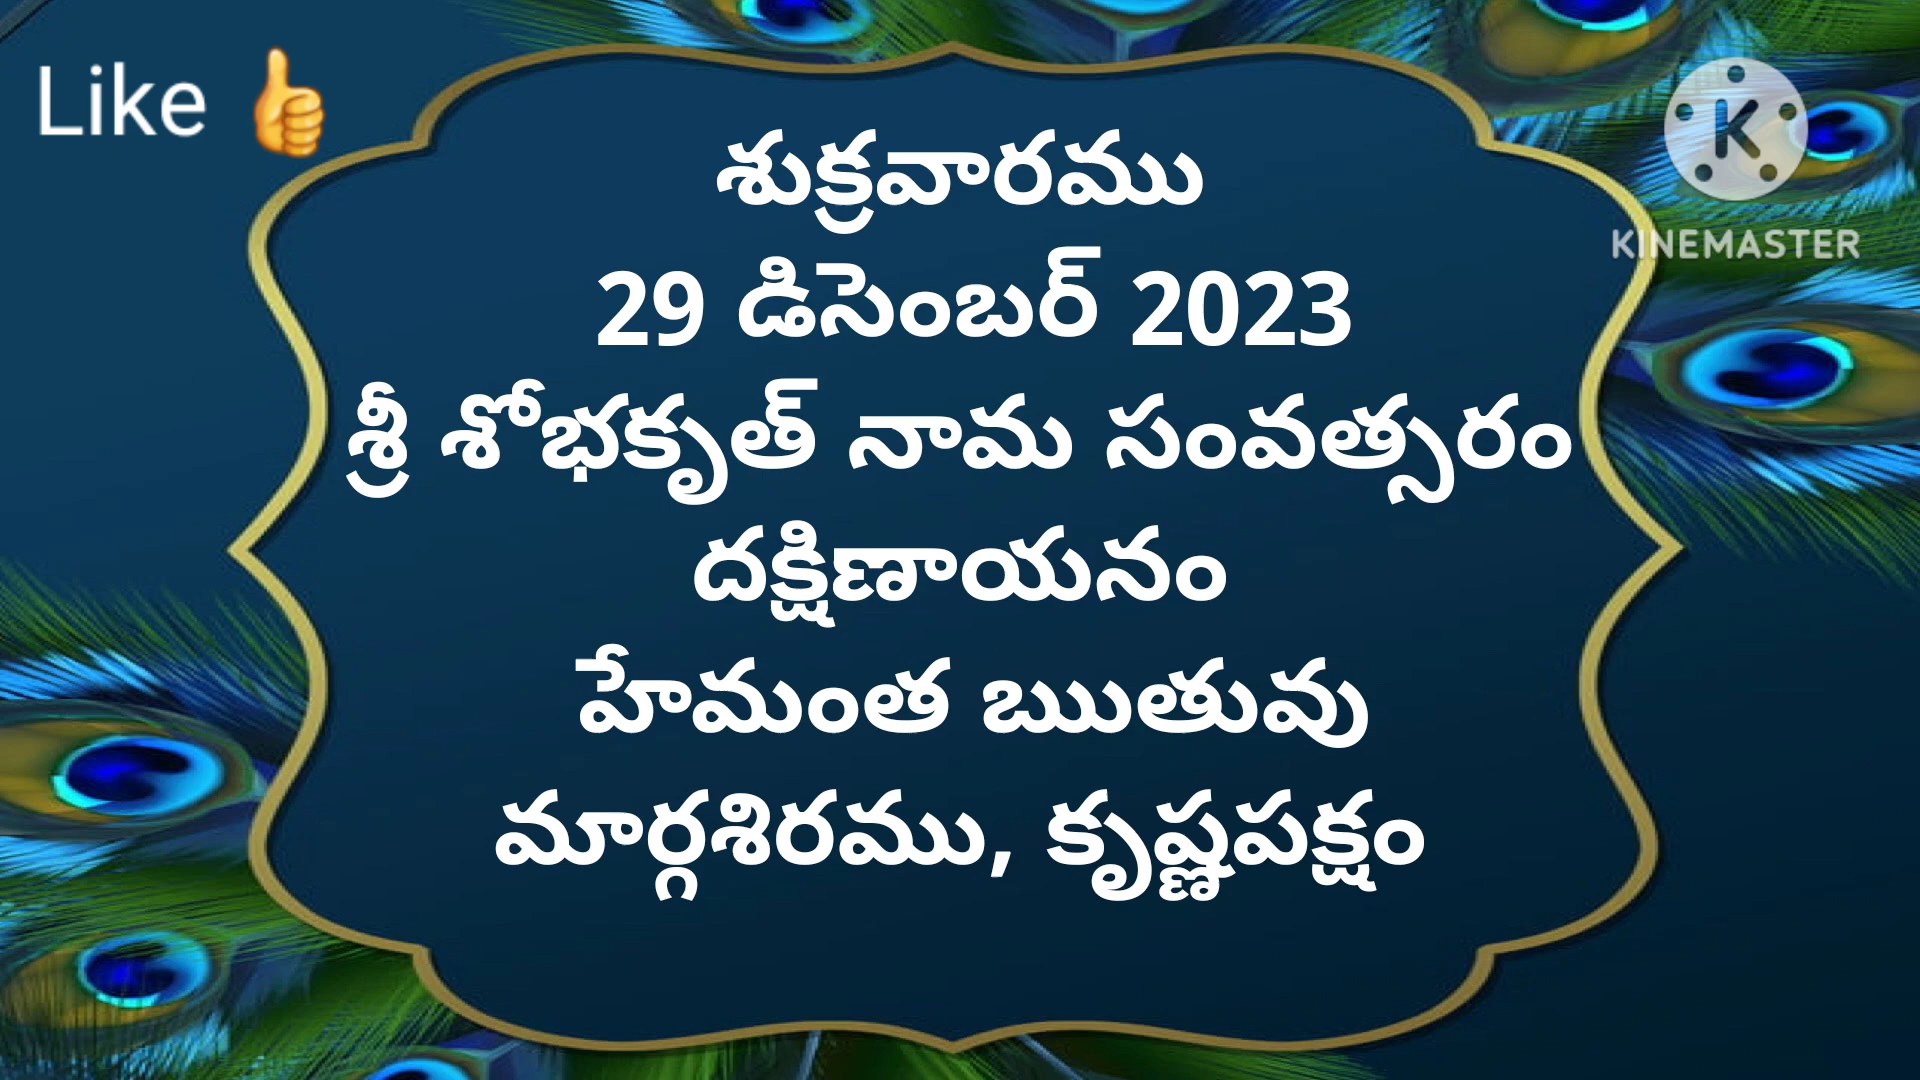 Like 👍
శుక్రవారము
29 డిసెంబర్ 2023
శ్రీ శోభకృత్ నామ సంవత్సరం
దక్షిణాయనం
హేమంత ఋతువు
మార్గశిరము, కృష్ణపక్షం
K
KINEMASTER